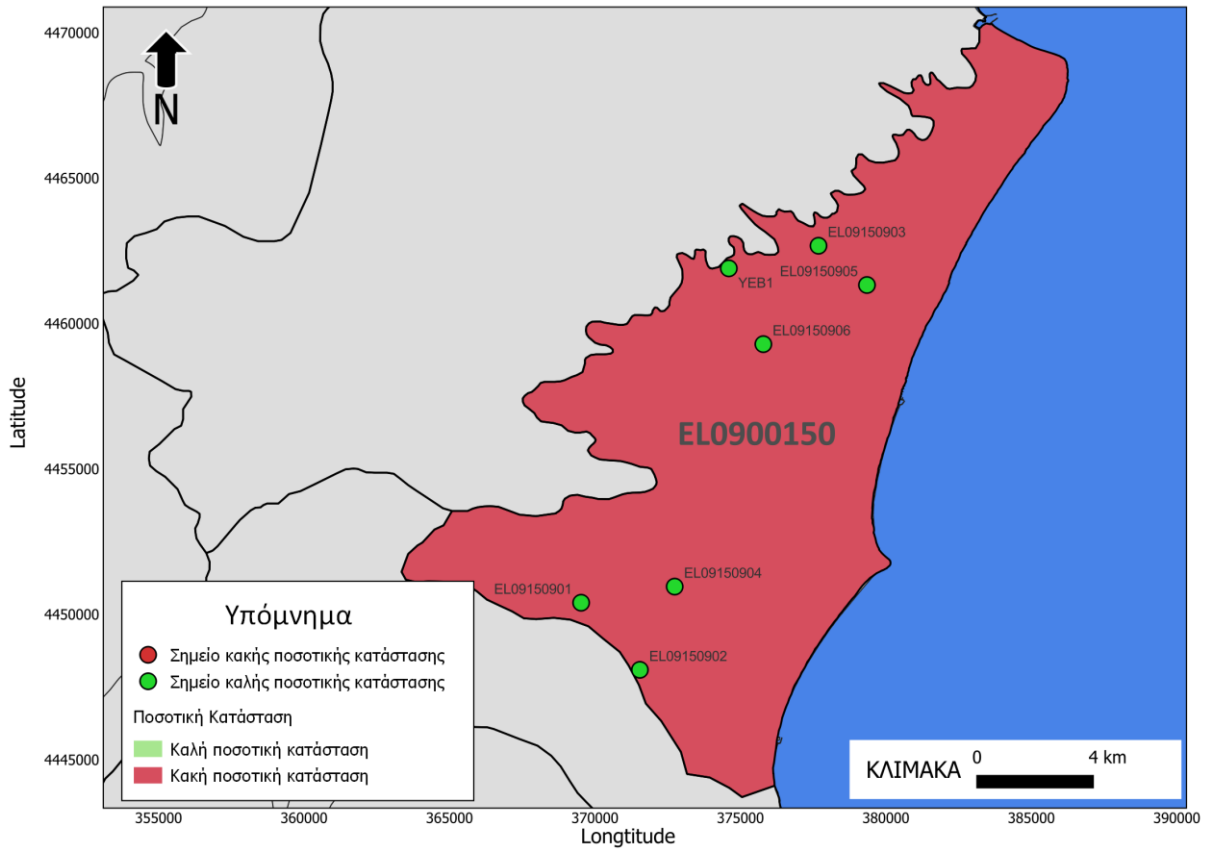 4470000
4465000
4460000
4455000
4450000
4445000
Latitude
N
EL09150903
EL09150905
YEB1
EL09150906
EL0900150
EL09150904
EL09150901
EL09150902
Υπόμνημα
Σημείο κακής ποσοτικής κατάστασης
Σημείο καλής ποσοτικής κατάστασης
Ποσοτική Κατάσταση
Καλή ποσοτική κατάσταση
Κακή ποσοτική κατάσταση
ΚΛΙΜΑΚΑ
0 4 km
355000 360000 365000 370000 375000 380000 385000 390000
Longtitude